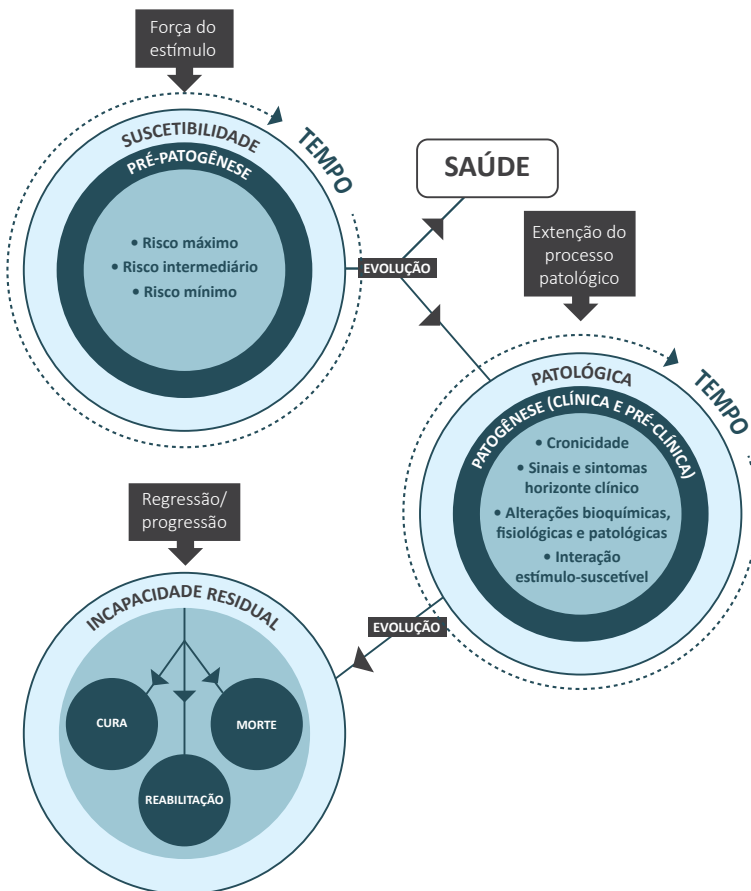 Força do
estímulo
SUSCETIBILIDADE
PRÉ-PATOGÊNESE
TEMPO
• Risco máximo
• Risco intermediário
• Risco mínimo
EVOLUÇÃO
SAÚDE
Extenção do
processo
patológico
PATOLÓGICA
PATOGÊNESE (CLÍNICA E PRÉ-CLÍNICA)
TEMPO
• Cronicidade
• Sinais e sintomas
horizonte clínico
• Alterações bioquímicas,
fisiológicas e patológicas
• Interação
estímulo-suscetível
EVOLUÇÃO
Regressão/
progressão
INCAPACIDADE RESIDUAL
CURA
MORTE
REABILITAÇÃO